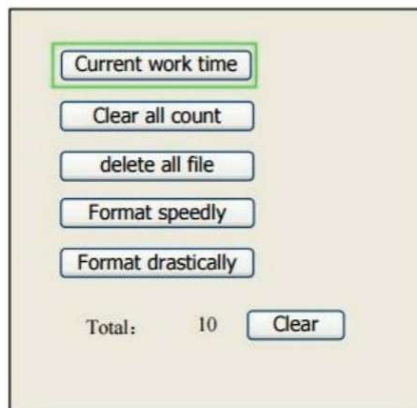 Current work time
Clear all count
delete all file
Format speedly
Format drastically
Total： 10 Clear